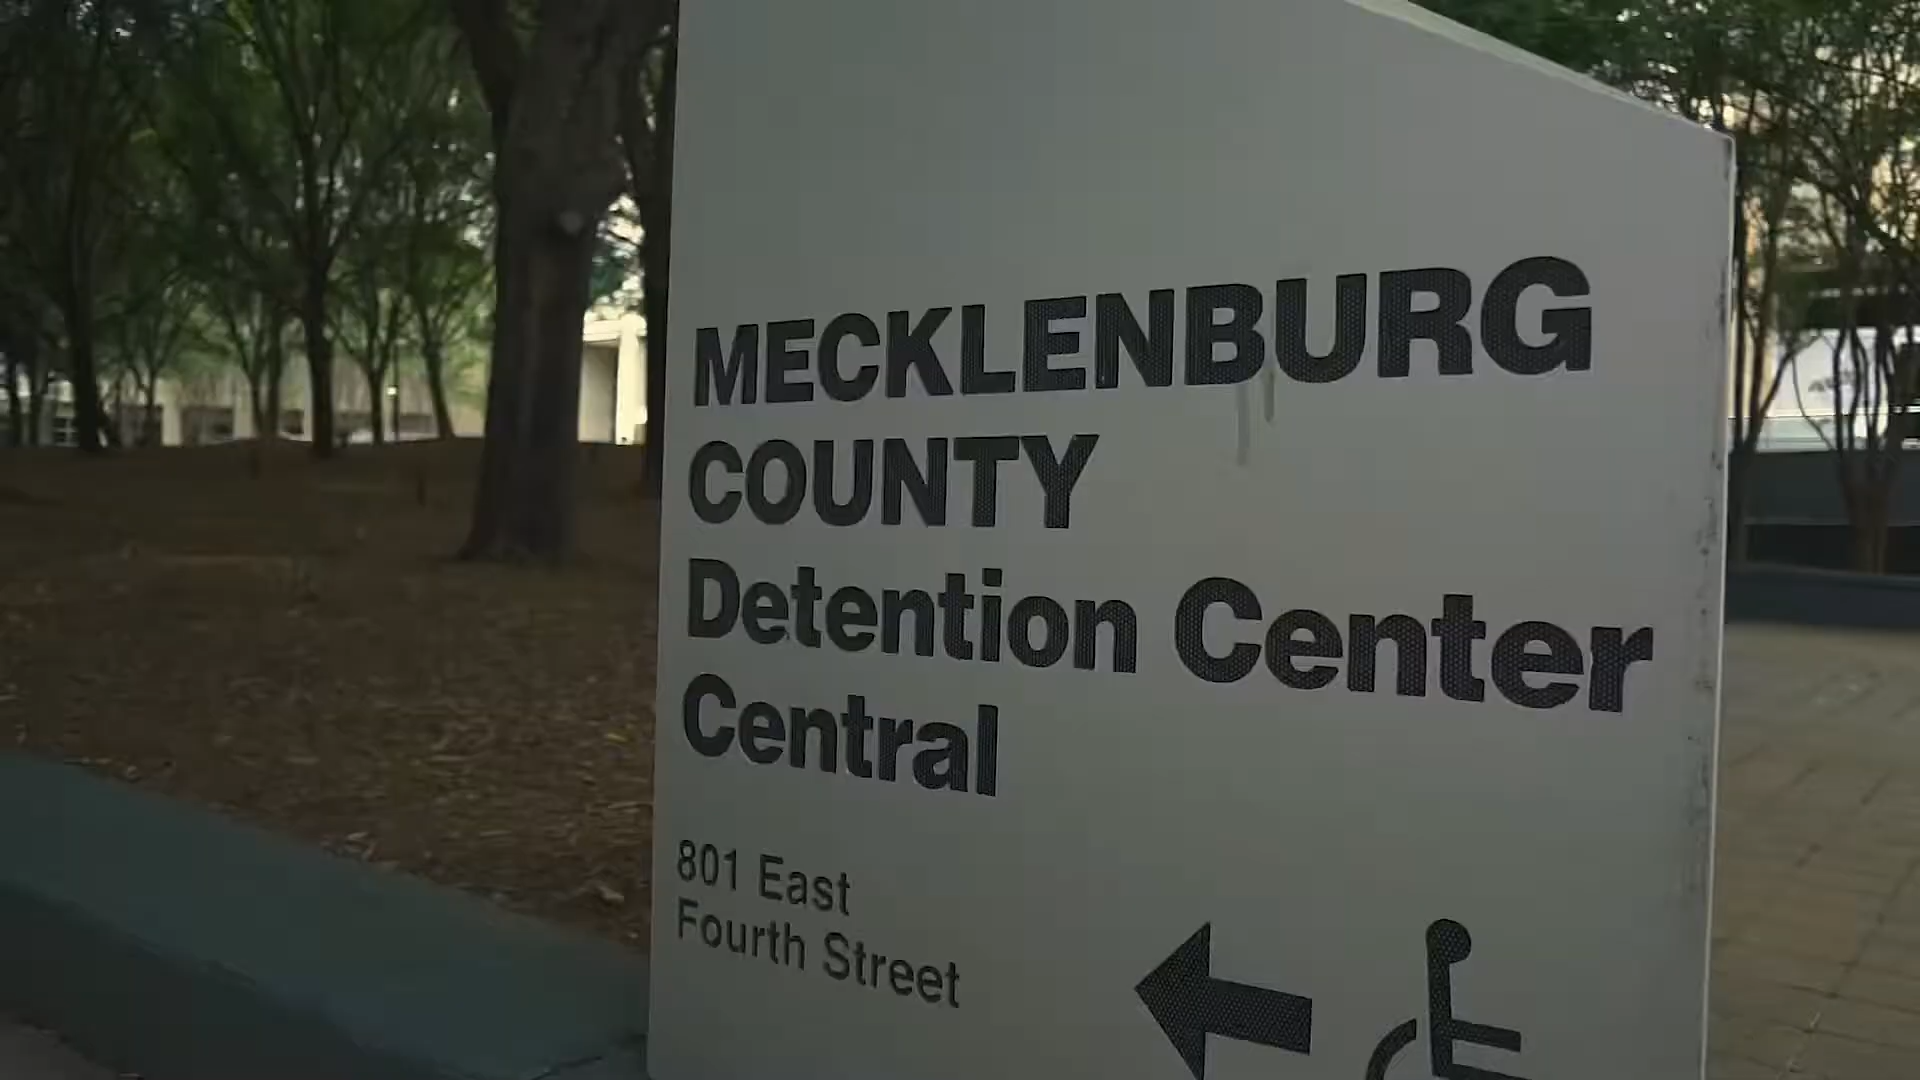 MECKLENBURG
COUNTY
Detention Center
Central
801 East
Fourth Street